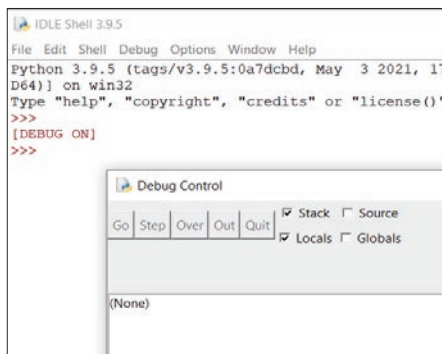 IDLE Shell 3.9.5
File Edit Shell Debug Options Window Help
Python 3.9.5 (tags/v3.9.5:0a7dcbd, May 3 2021, 17
D64)] on win32
Type "help", "copyright", "credits" or "license()"
>>>
[DEBUG ON]
>>>
Debug Control
Go Step Over Out Quit Stack Source
Locals Globals
(None)